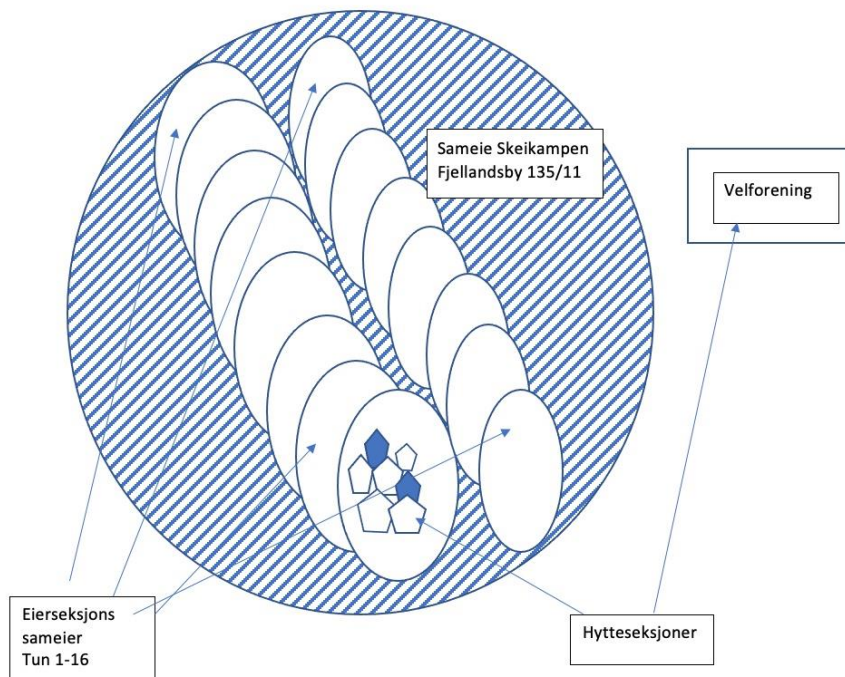 Sameie Skeikampen
Fjellandsby 135/11
Velforening
Eierseksjons
sameier
Tun 1-16
Hytteseksjoner